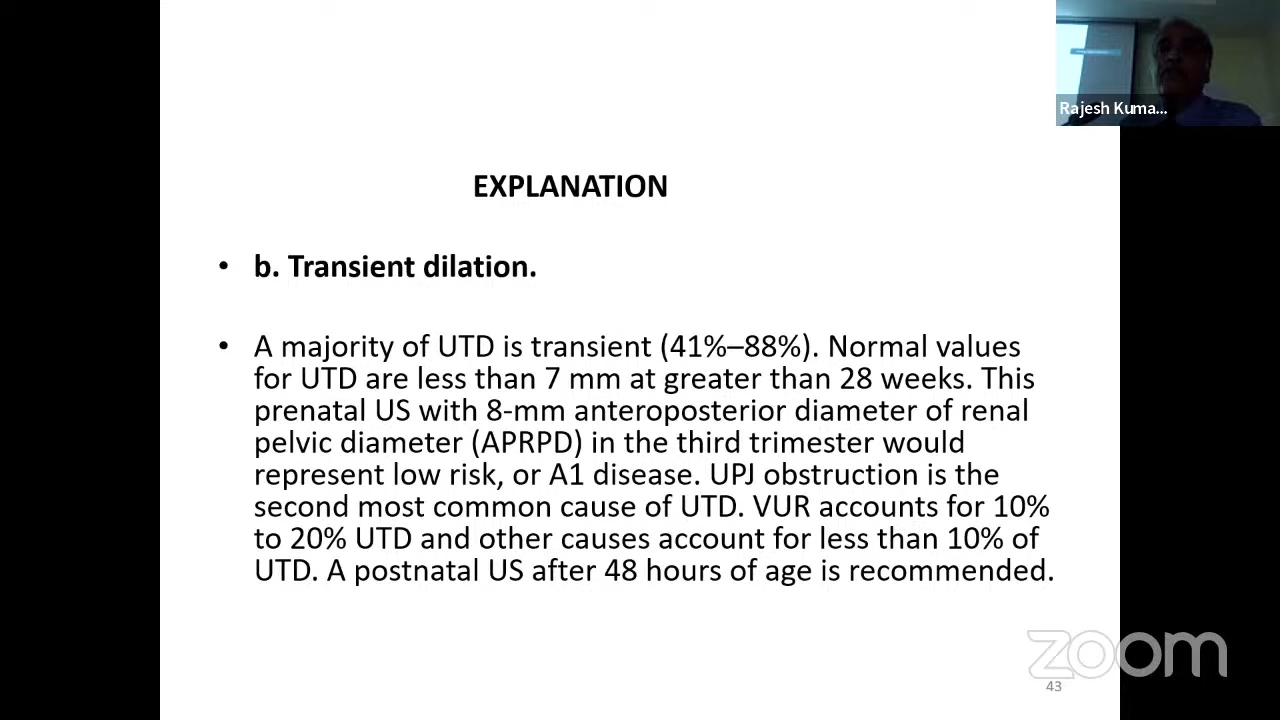 Rajesh Kuma...
EXPLANATION
• b. Transient dilation.
• A majority of UTD is transient (41%–88%). Normal values
for UTD are less than 7 mm at greater than 28 weeks. This
prenatal US with 8-mm anteroposterior diameter of renal
pelvic diameter (APRPD) in the third trimester would
represent low risk, or A1 disease. UPJ obstruction is the
second most common cause of UTD. VUR accounts for 10%
to 20% UTD and other causes account for less than 10% of
UTD. A postnatal US after 48 hours of age is recommended.
zoom
43